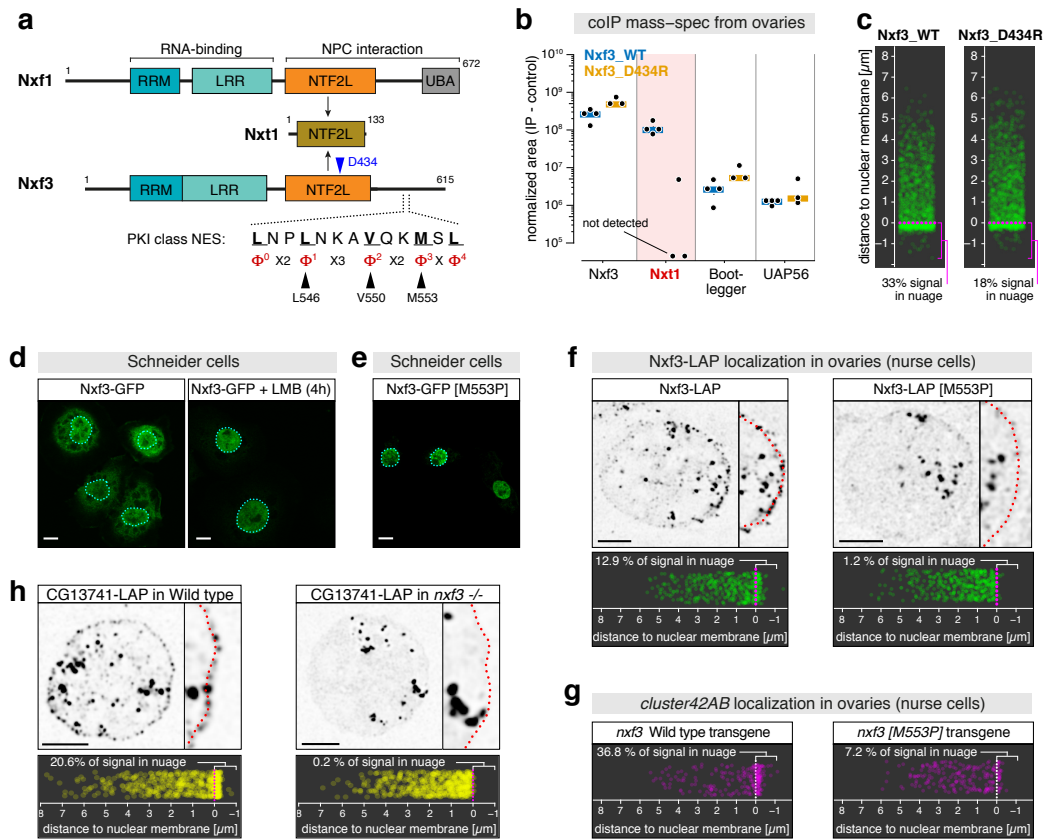 a
RNA-binding
NPC interaction
Nxf1
1
RRM
LRR
NTF2L
UBA
672
Nxt1
1
NTF2L
133
D434
Nxf3
1
RRM
LRR
NTF2L
615
PKI class NES:
L N P L N K A V Q K M S L
Φ0 X2 Φ1 X3 Φ2 X2 Φ3 X Φ4
L546
V550
M553
b
coIP mass-spec from ovaries
normalized area (IP - control)
10^10
10^9
10^8
10^7
10^6
10^5
Nxf3_WT
Nxf3_D434R
not detected
Nxf3
Nxt1
Boot-
legger
UAP56
c
Nxf3_WT
Nxf3_D434R
distance to nuclear membrane [µm]
8
6
5
4
3
2
1
0
−1
8
6
5
4
3
2
1
0
−1
33% signal
in nuage
18% signal
in nuage
d
Schneider cells
Nxf3-GFP
Nxf3-GFP + LMB (4h)
e
Schneider cells
Nxf3-GFP [M553P]
f
Nxf3-LAP localization in ovaries (nurse cells)
Nxf3-LAP
Nxf3-LAP [M553P]
12.9 % of signal in nuage
1.2 % of signal in nuage
8 7 6 5 4 3 2 1 0 −1
8 7 6 5 4 3 2 1 0 −1
distance to nuclear membrane [µm]
distance to nuclear membrane [µm]
g
cluster42AB localization in ovaries (nurse cells)
nxf3 Wild type transgene
nxf3 [M553P] transgene
36.8 % of signal in nuage
7.2 % of signal in nuage
8 7 6 5 4 3 2 1 0 −1
8 7 6 5 4 3 2 1 0 −1
distance to nuclear membrane [µm]
distance to nuclear membrane [µm]
h
CG13741-LAP in Wild type
CG13741-LAP in nxf3 -/-
20.6% of signal in nuage
0.2 % of signal in nuage
8 7 6 5 4 3 2 1 0 −1
8 7 6 5 4 3 2 1 0 −1
distance to nuclear membrane [µm]
distance to nuclear membrane [µm]